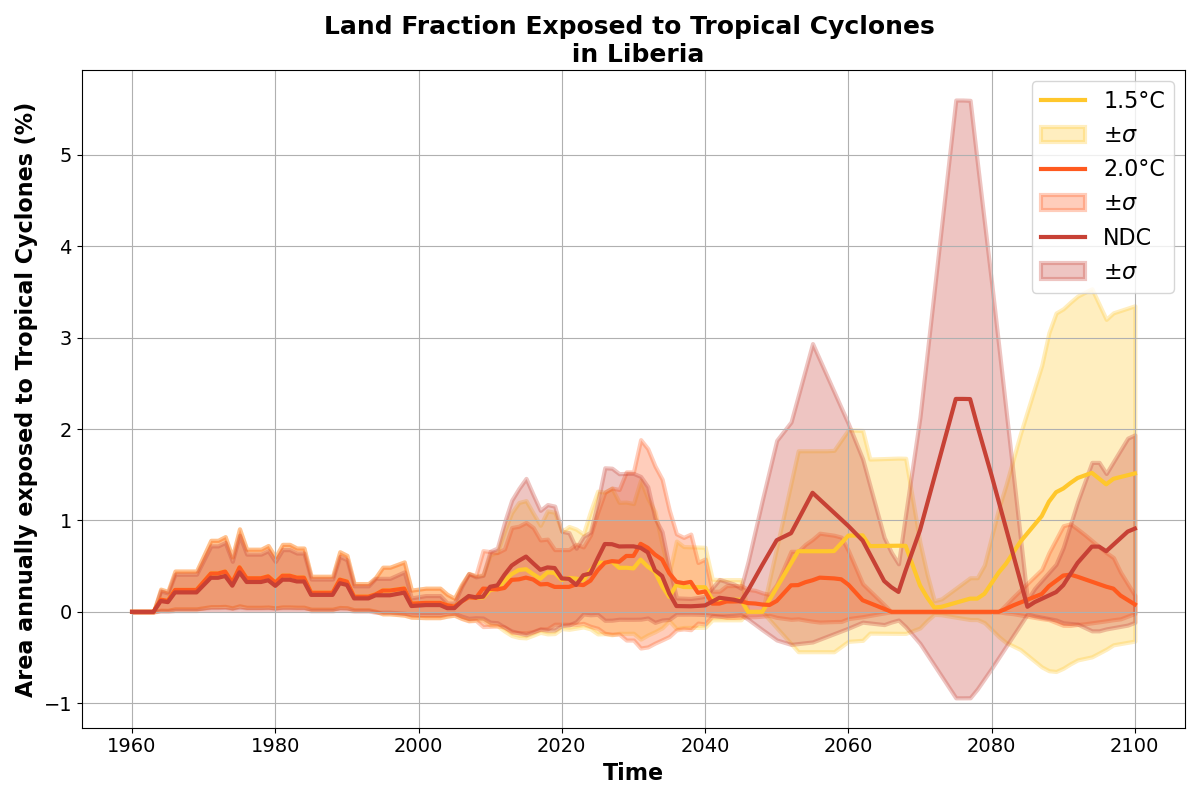 Land Fraction Exposed to Tropical Cyclones
in Liberia
Area annually exposed to Tropical Cyclones (%)
5
4
3
2
1
0
−1
1.5°C
±σ
2.0°C
±σ
NDC
±σ
1960 1980 2000 2020 2040 2060 2080 2100
Time